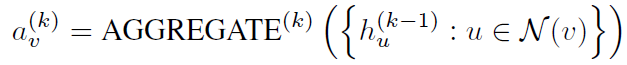 a_v^{(k)} = AGGREGATE^{(k)} ( { h_u^{(k−1)} : u ∈ N(v) } )